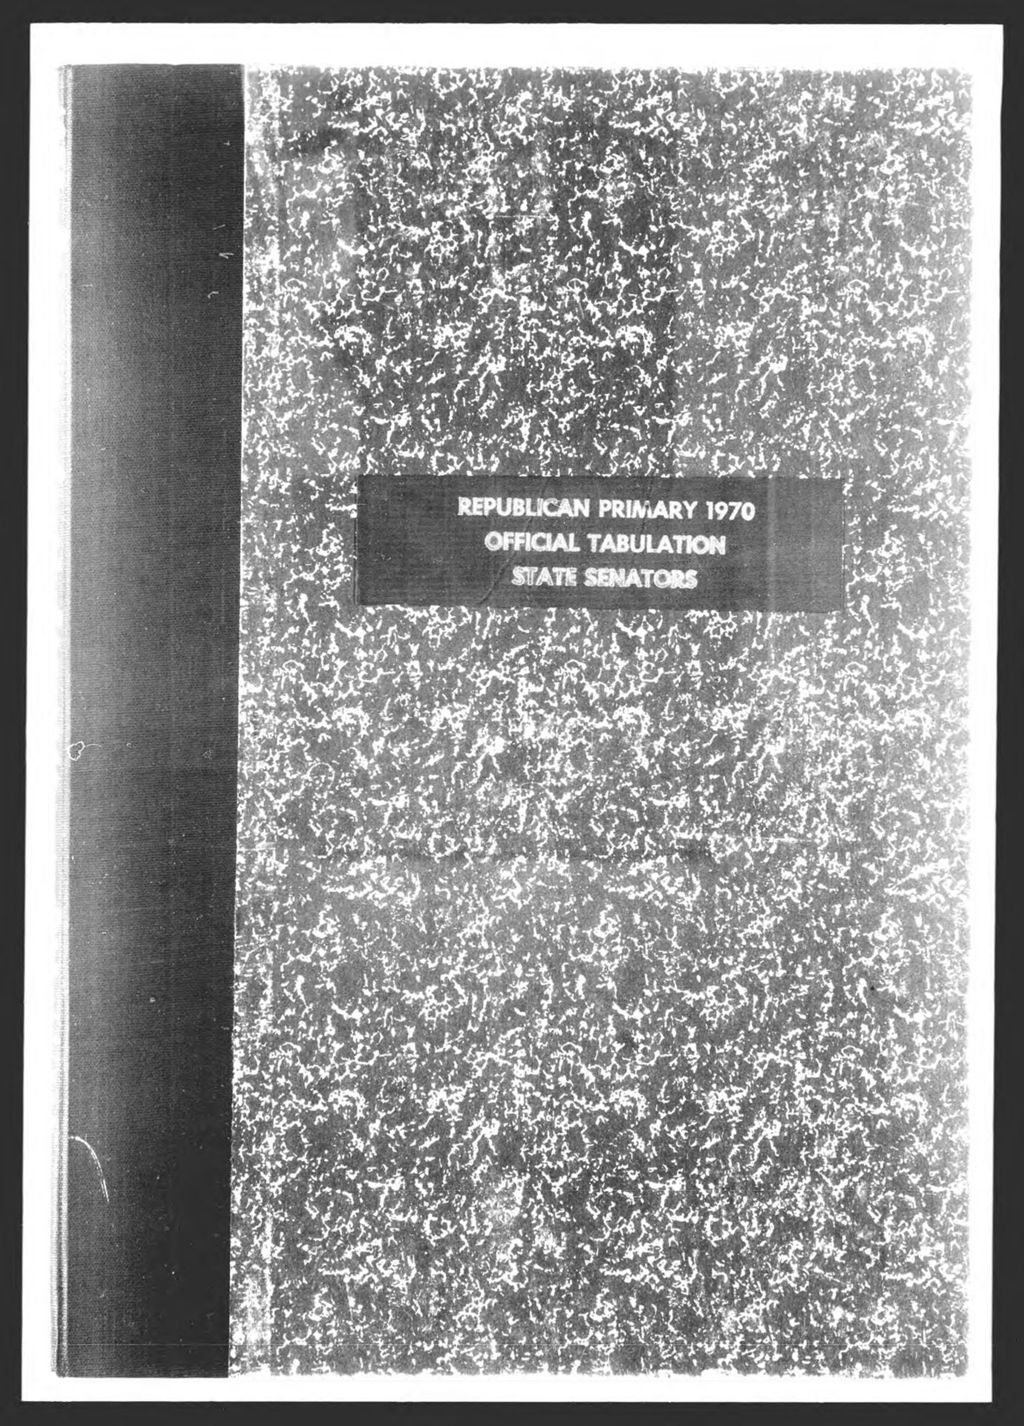 REPUBLICAN PRIMARY 1970
OFFICIAL TABULATION
STATE SENATORS